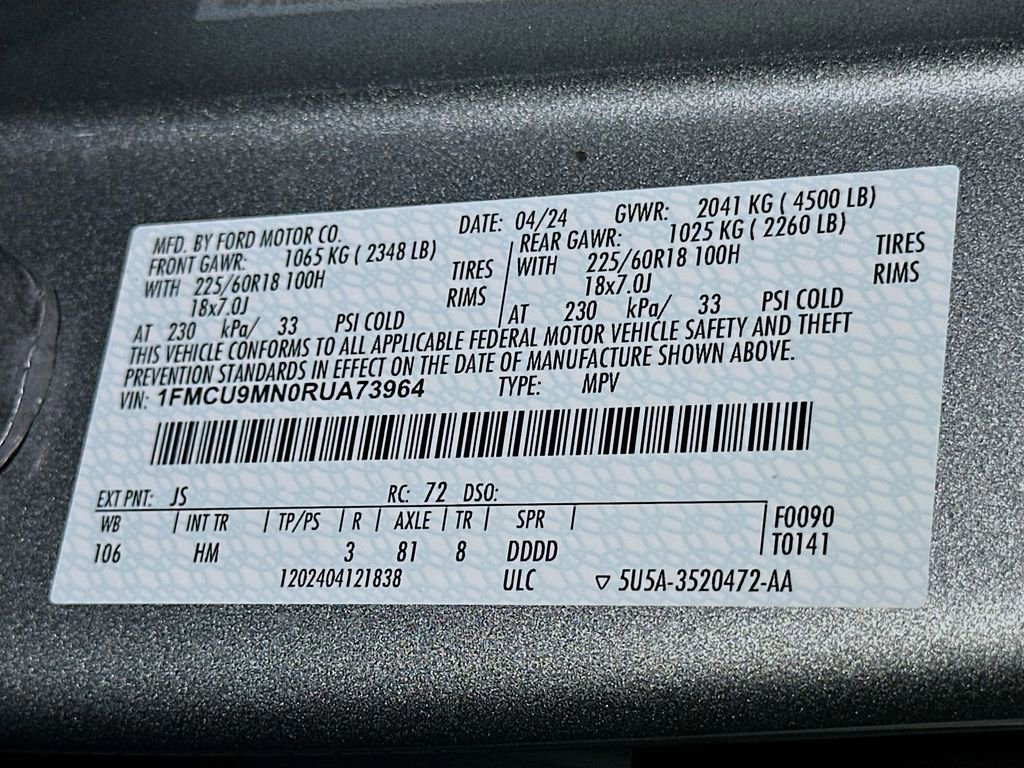 MFD. BY FORD MOTOR CO. DATE: 04/24 GVWR: 2041 KG ( 4500 LB)
FRONT GAWR: 1065 KG ( 2348 LB) REAR GAWR: 1025 KG ( 2260 LB)
WITH 225/60R18 100H TIRES WITH 225/60R18 100H TIRES
18x7.0J RIMS 18x7.0J RIMS
AT 230 kPa/ 33 PSI COLD AT 230 kPa/ 33 PSI COLD
THIS VEHICLE CONFORMS TO ALL APPLICABLE FEDERAL MOTOR VEHICLE SAFETY AND THEFT
PREVENTION STANDARDS IN EFFECT ON THE DATE OF MANUFACTURE SHOWN ABOVE.
VIN: 1FMCU9MN0RUA73964 TYPE: MPV
EXT PNT: JS RC: 72 DSO:
WB | INT TR | TP/PS | R | AXLE | TR | SPR | F0090
106 HM 3 81 8 DDDD T0141
1202404121838 ULC ▽ 5U5A-3520472-AA